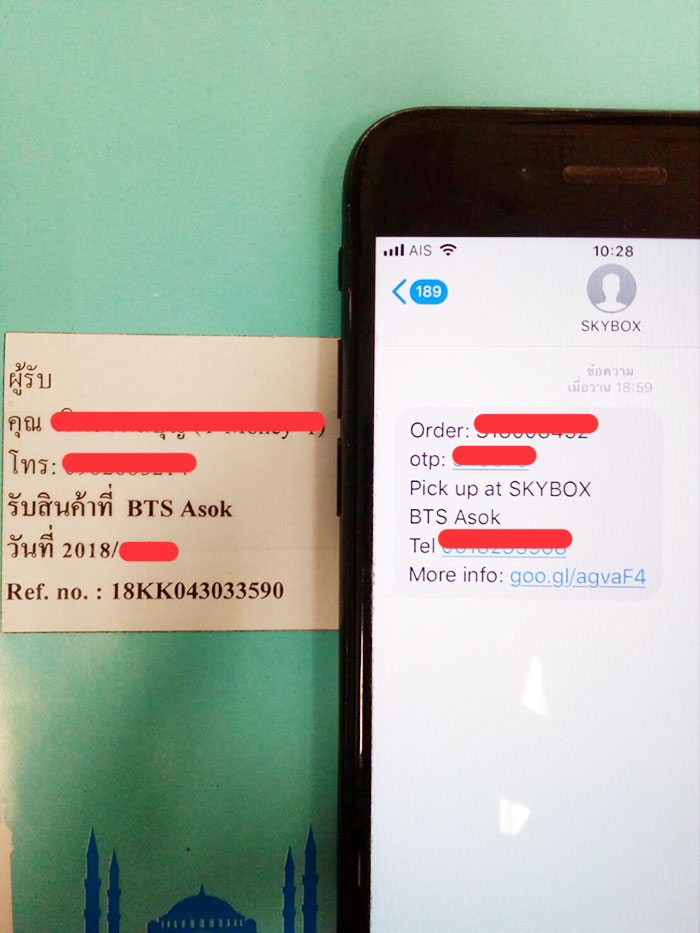 ผู้รับ
คุณ
โทร:
รับสินค้าที่ BTS Asok
วันที่ 2018/
Ref. no. : 18KK043033590
AIS 10:28
189
SKYBOX
ข้อความ
เมื่อวาน 18:59
Order:
otp:
Pick up at SKYBOX
BTS Asok
Tel
More info: goo.gl/agvaF4